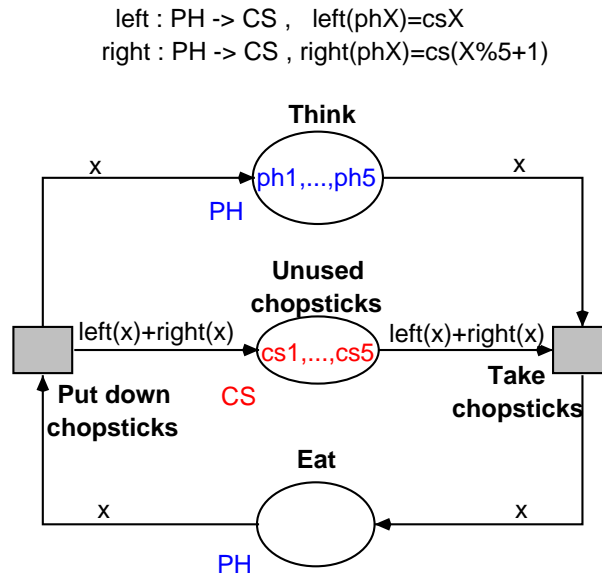 left : PH -> CS ,   left(phX)=csX
right : PH -> CS , right(phX)=cs(X%5+1)
Think
x
ph1,...,ph5
x
PH
Unused
chopsticks
left(x)+right(x)
cs1,...,cs5
left(x)+right(x)
Put down
chopsticks
CS
Take
chopsticks
Eat
x
x
PH